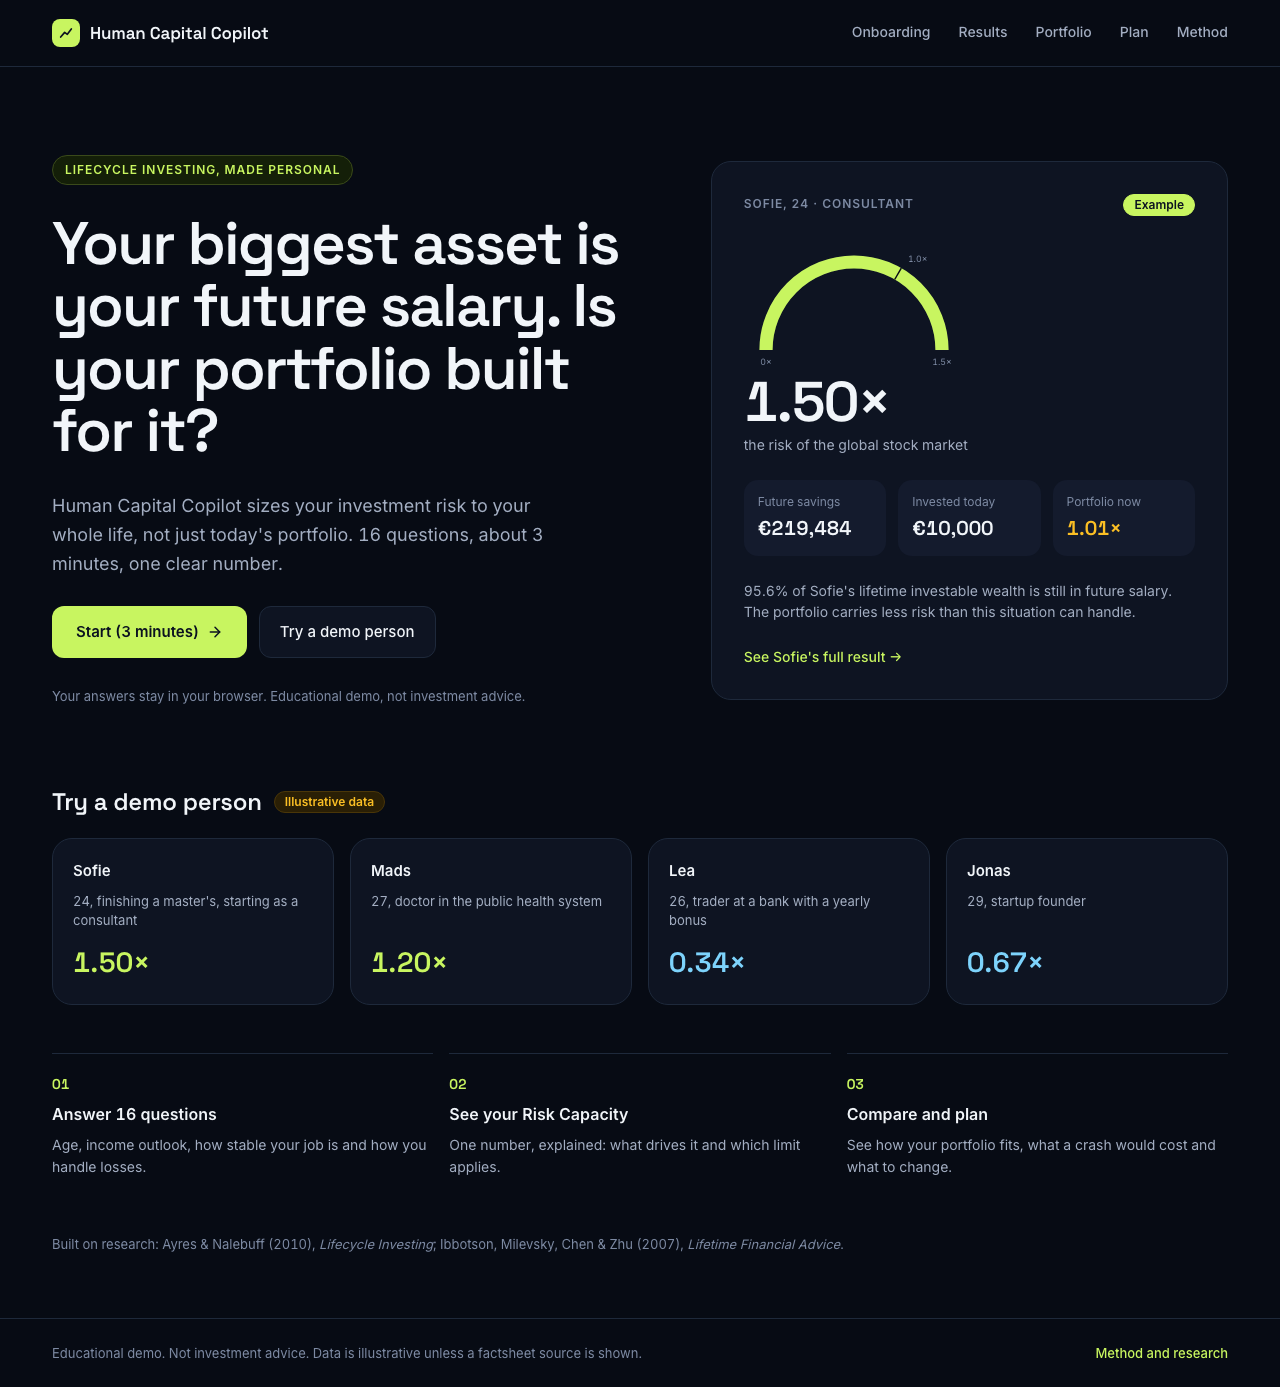 Human Capital Copilot
Onboarding Results Portfolio Plan Method
LIFECYCLE INVESTING, MADE PERSONAL
Your biggest asset is
your future salary. Is
your portfolio built
for it?
Human Capital Copilot sizes your investment risk to your
whole life, not just today's portfolio. 16 questions, about 3
minutes, one clear number.
Start (3 minutes) →
Try a demo person
Your answers stay in your browser. Educational demo, not investment advice.
SOFIE, 24 · CONSULTANT
Example
1.0×
0×
1.5×
1.50×
the risk of the global stock market
Future savings
€219,484
Invested today
€10,000
Portfolio now
1.01×
95.6% of Sofie's lifetime investable wealth is still in future salary.
The portfolio carries less risk than this situation can handle.
See Sofie's full result →
Try a demo person
Illustrative data
Sofie
24, finishing a master's, starting as a
consultant
1.50×
Mads
27, doctor in the public health system
1.20×
Lea
26, trader at a bank with a yearly
bonus
0.34×
Jonas
29, startup founder
0.67×
01
Answer 16 questions
Age, income outlook, how stable your job is and how you
handle losses.
02
See your Risk Capacity
One number, explained: what drives it and which limit
applies.
03
Compare and plan
See how your portfolio fits, what a crash would cost and
what to change.
Built on research: Ayres & Nalebuff (2010), Lifecycle Investing; Ibbotson, Milevsky, Chen & Zhu (2007), Lifetime Financial Advice.
Educational demo. Not investment advice. Data is illustrative unless a factsheet source is shown.
Method and research